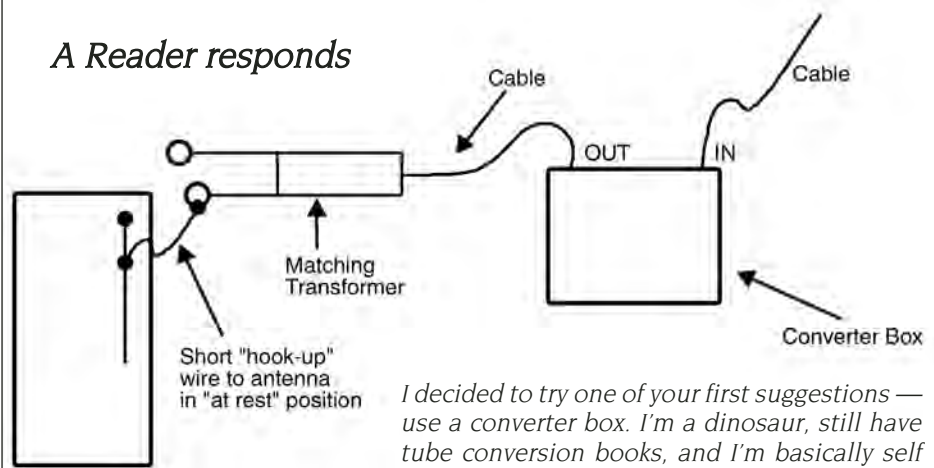 A Reader responds
Cable
Cable
OUT
IN
Matching
Transformer
Converter Box
Short "hook-up"
wire to antenna
in "at rest" position
I decided to try one of your first suggestions —
use a converter box. I'm a dinosaur, still have
tube conversion books, and I'm basically self